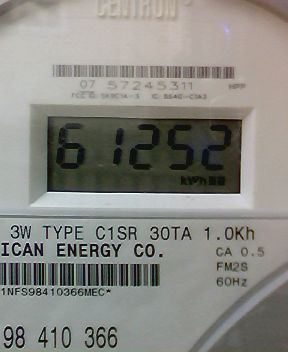 CENTRON
07 57245311
61252
kWh
3W TYPE C1SR 30TA 1.0Kh
ICAN ENERGY CO.
CA 0.5
FM2S
60Hz
1NFS98410366MEC*
98 410 366